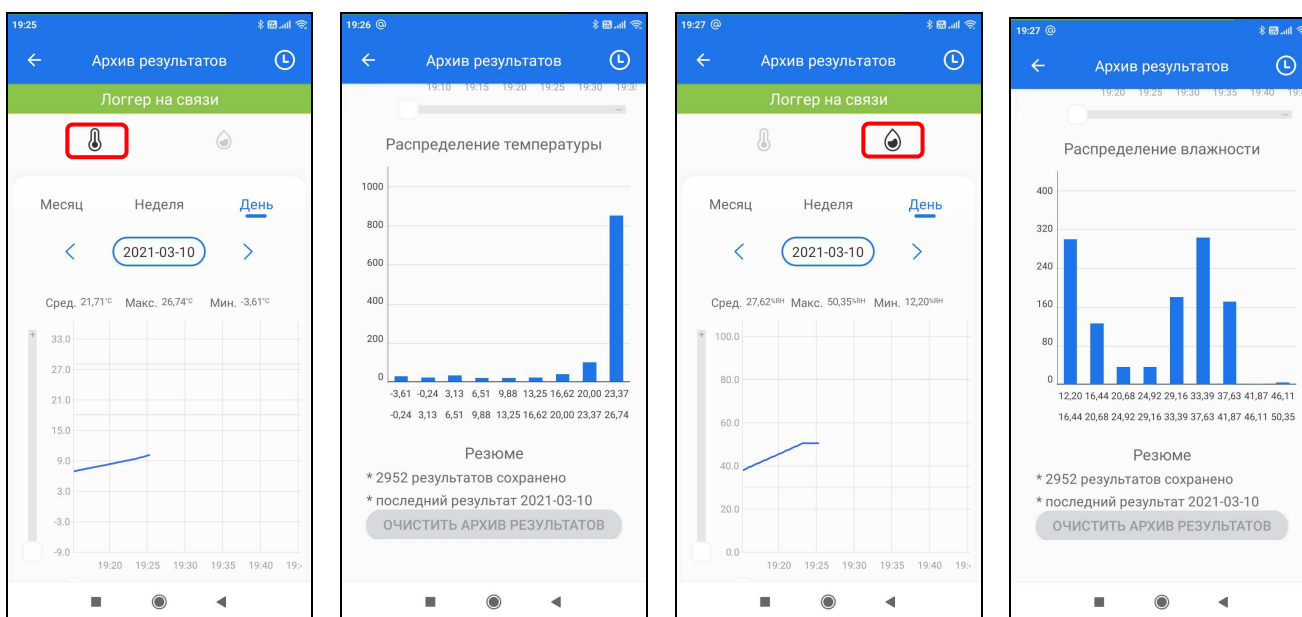 19:25
Архив результатов
Логгер на связи
Месяц Неделя День
2021-03-10
Сред. 21,71°C Макс. 26,74°C Мин. -3,61°C
+
33.0
27.0
21.0
15.0
9.0
3.0
-3.0
-9.0
19:20 19:25 19:30 19:35 19:40
19:26 @
Архив результатов
19:10 19:15 19:20 19:25 19:30
Распределение температуры
1000
800
600
400
200
0
-3,61 -0,24 3,13 6,51 9,88 13,25 16,62 20,00 23,37
-0,24 3,13 6,51 9,88 13,25 16,62 20,00 23,37 26,74
Резюме
* 2952 результатов сохранено
* последний результат 2021-03-10
ОЧИСТИТЬ АРХИВ РЕЗУЛЬТАТОВ
19:27 @
Архив результатов
Логгер на связи
Месяц Неделя День
2021-03-10
Сред. 27,62%RH Макс. 50,35%RH Мин. 12,20%RH
+
100.0
80.0
60.0
40.0
20.0
0.0
19:20 19:25 19:30 19:35 19:40 19:
19:27 @
Архив результатов
19:20 19:25 19:30 19:35 19:40
Распределение влажности
400
320
240
160
80
0
12,20 16,44 20,68 24,92 29,16 33,39 37,63 41,87 46,11
16,44 20,68 24,92 29,16 33,39 37,63 41,87 46,11 50,35
Резюме
* 2952 результатов сохранено
* последний результат 2021-03-10
ОЧИСТИТЬ АРХИВ РЕЗУЛЬТАТОВ